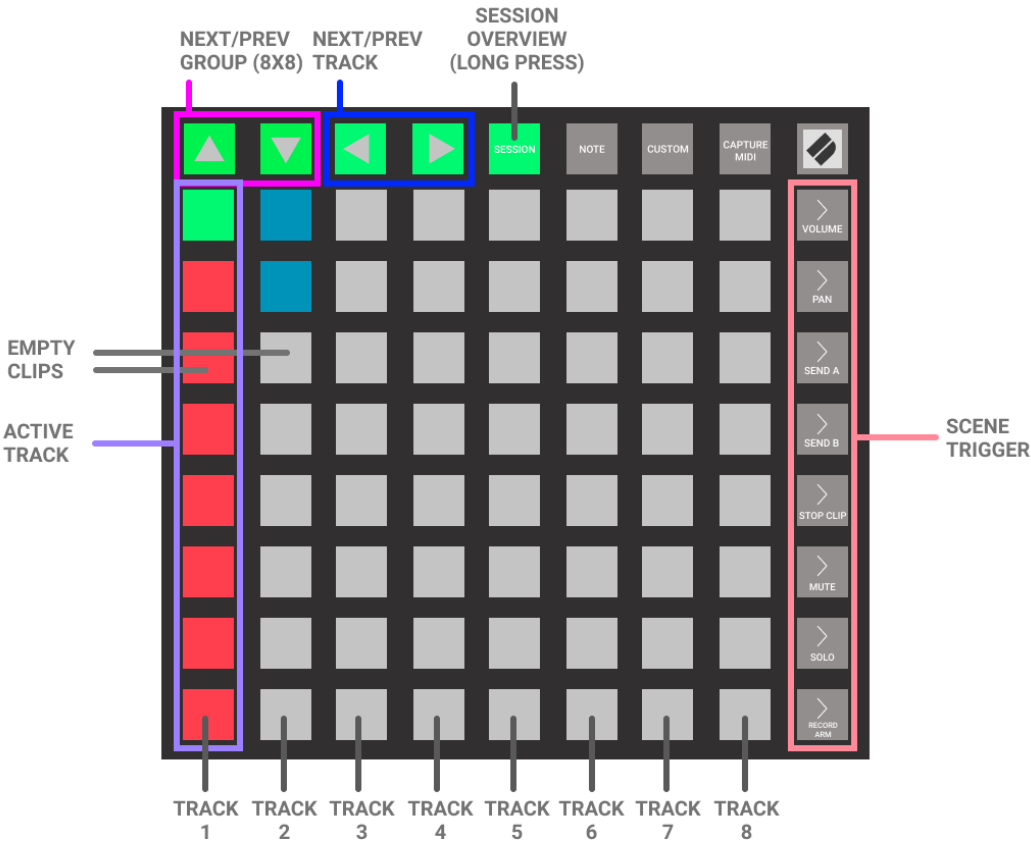 SESSION
OVERVIEW
(LONG PRESS)
NEXT/PREV
GROUP (8X8)
NEXT/PREV
TRACK
SESSION
NOTE
CUSTOM
CAPTURE
MIDI
VOLUME
PAN
SEND A
SEND B
STOP CLIP
MUTE
SOLO
RECORD
ARM
EMPTY
CLIPS
ACTIVE
TRACK
SCENE
TRIGGER
TRACK
1
TRACK
2
TRACK
3
TRACK
4
TRACK
5
TRACK
6
TRACK
7
TRACK
8